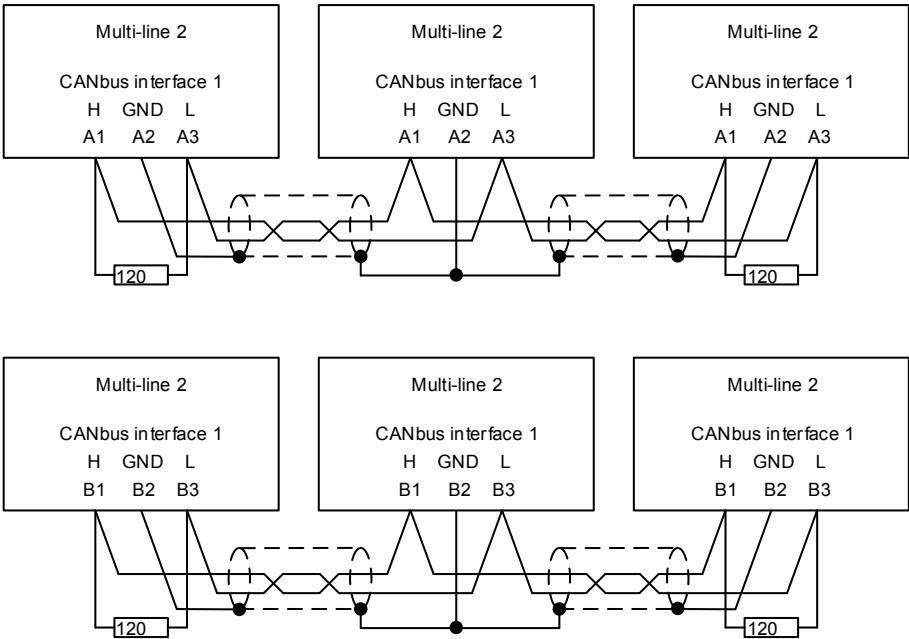 Multi-line 2 Multi-line 2 Multi-line 2
CANbus interface 1 CANbus interface 1 CANbus interface 1
H GND L H GND L H GND L
A1 A2 A3 A1 A2 A3 A1 A2 A3
120 120
Multi-line 2 Multi-line 2 Multi-line 2
CANbus interface 1 CANbus interface 1 CANbus interface 1
H GND L H GND L H GND L
B1 B2 B3 B1 B2 B3 B1 B2 B3
120 120